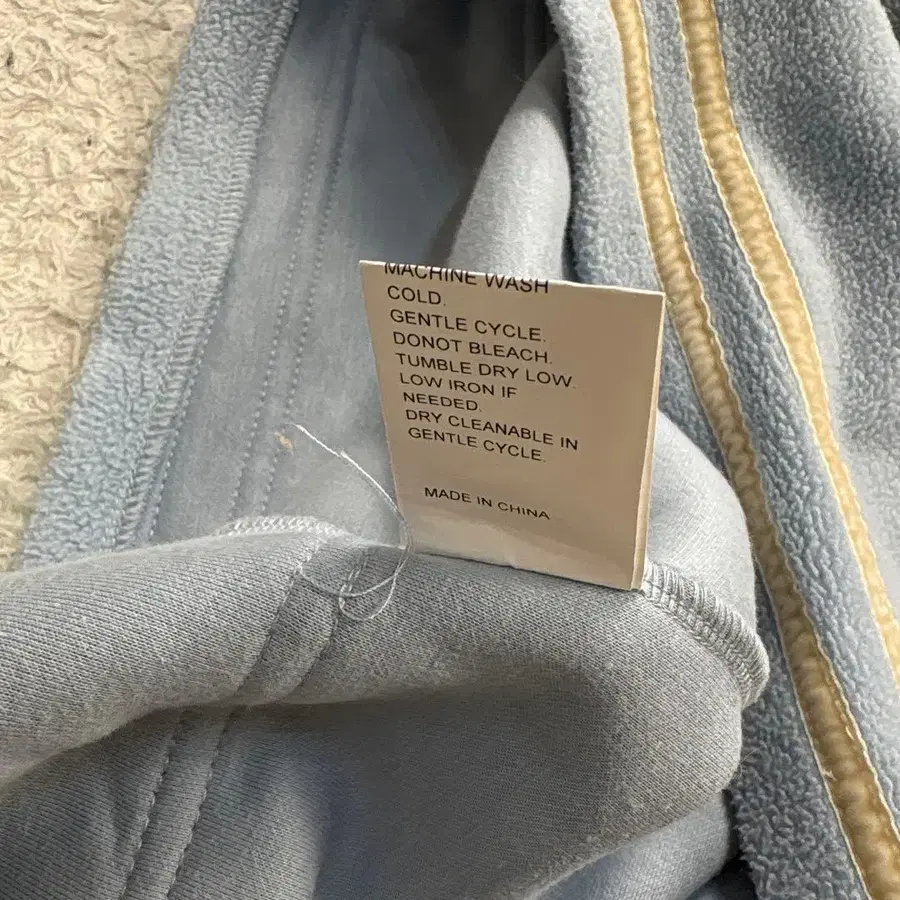 MACHINE WASH
COLD.
GENTLE CYCLE.
DONOT BLEACH.
TUMBLE DRY LOW.
LOW IRON IF
NEEDED.
DRY CLEANABLE IN
GENTLE CYCLE.
MADE IN CHINA